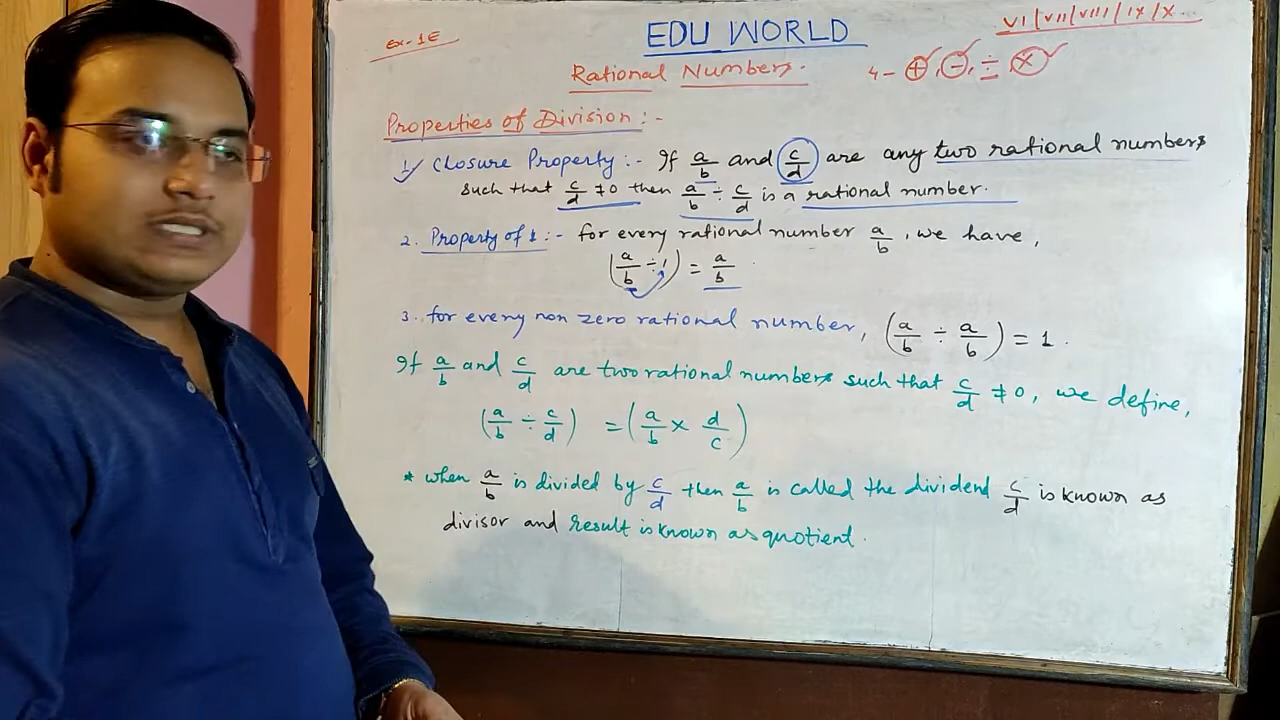 ex-1E
EDU WORLD
VI/VII/VIII/IX/X
Rational Numbers.
4- ⊕, ⊖, ÷ ⊗
Properties of Division :-
1. Closure Property :- If a/b and c/d are any two rational numbers
such that c/d ≠ 0 then a/b ÷ c/d is a rational number.
2. Property of 1 :- for every rational number a/b, we have,
(a/b ÷ 1) = a/b
3. for every non zero rational number, (a/b ÷ a/b) = 1.
If a/b and c/d are two rational numbers such that c/d ≠ 0, we define,
(a/b ÷ c/d) = (a/b × d/c)
* when a/b is divided by c/d then a/b is called the dividend c/d is known as
divisor and result is known as quotient.